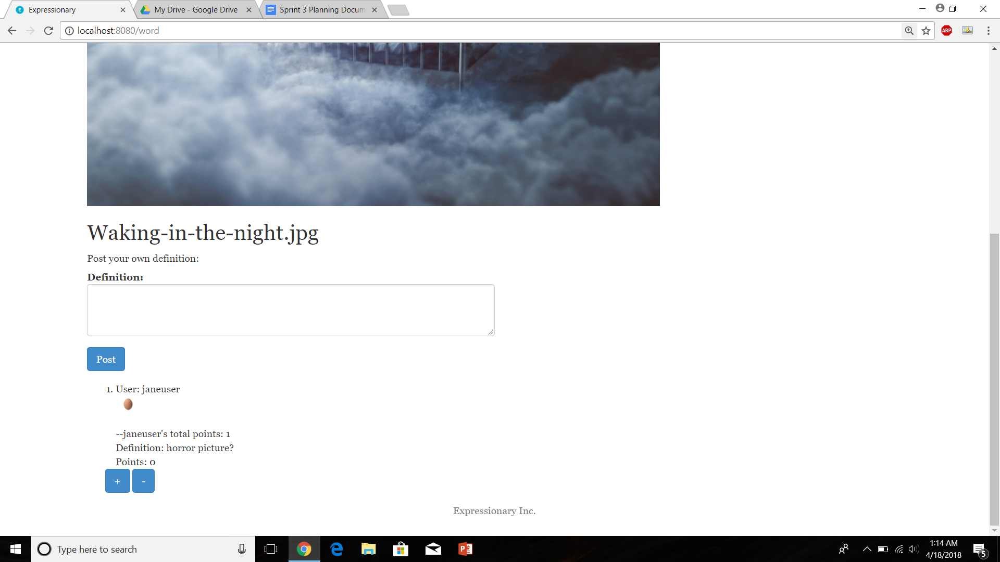 Expressionary
My Drive - Google Drive
Sprint 3 Planning Docum
localhost:8080/word
ABP
Waking-in-the-night.jpg
Post your own definition:
Definition:
Post
1. User: janeuser
--janeuser's total points: 1
Definition: horror picture?
Points: 0
+ -
Expressionary Inc.
Type here to search
1:14 AM
4/18/2018
5